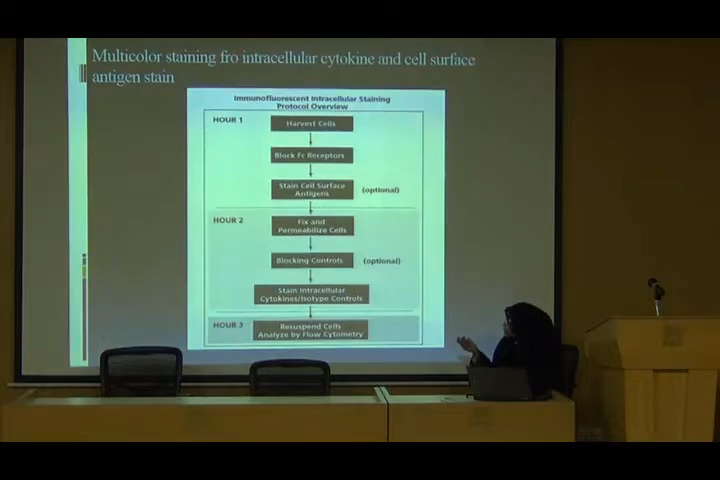 Multicolor staining fro intracellular cytokine and cell surface
antigen stain
Immunofluorescent Intracellular Staining
Protocol Overview
HOUR 1
Harvest Cells
Block Fc Receptors
Stain Cell Surface
Antigens
(optional)
HOUR 2
Fix and
Permeabilize Cells
Blocking Controls
(optional)
Stain Intracellular
Cytokines/Isotype Controls
HOUR 3
Resuspend Cells
Analyze by Flow Cytometry